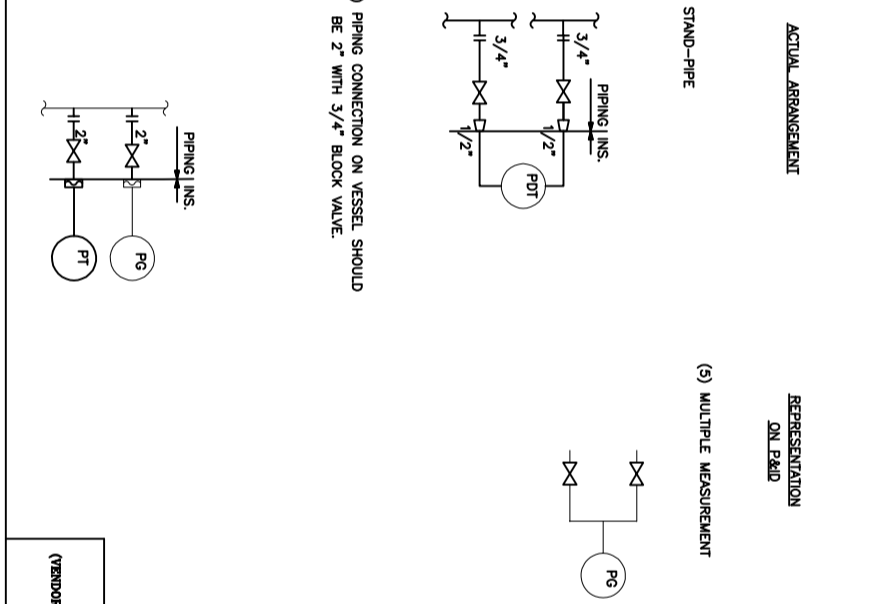 ACTUAL ARRANGEMENT
REPRESENTATION
ON P&ID
STAND-PIPE
(5) MULTIPLE MEASUREMENT
PIPING
INS.
3/4"
1/2"
3/4"
1/2"
PDT
PG
) PIPING CONNECTION ON VESSEL SHOULD
BE 2" WITH 3/4" BLOCK VALVE.
PIPING
INS.
2"
PG
2"
PT
(VENDOR